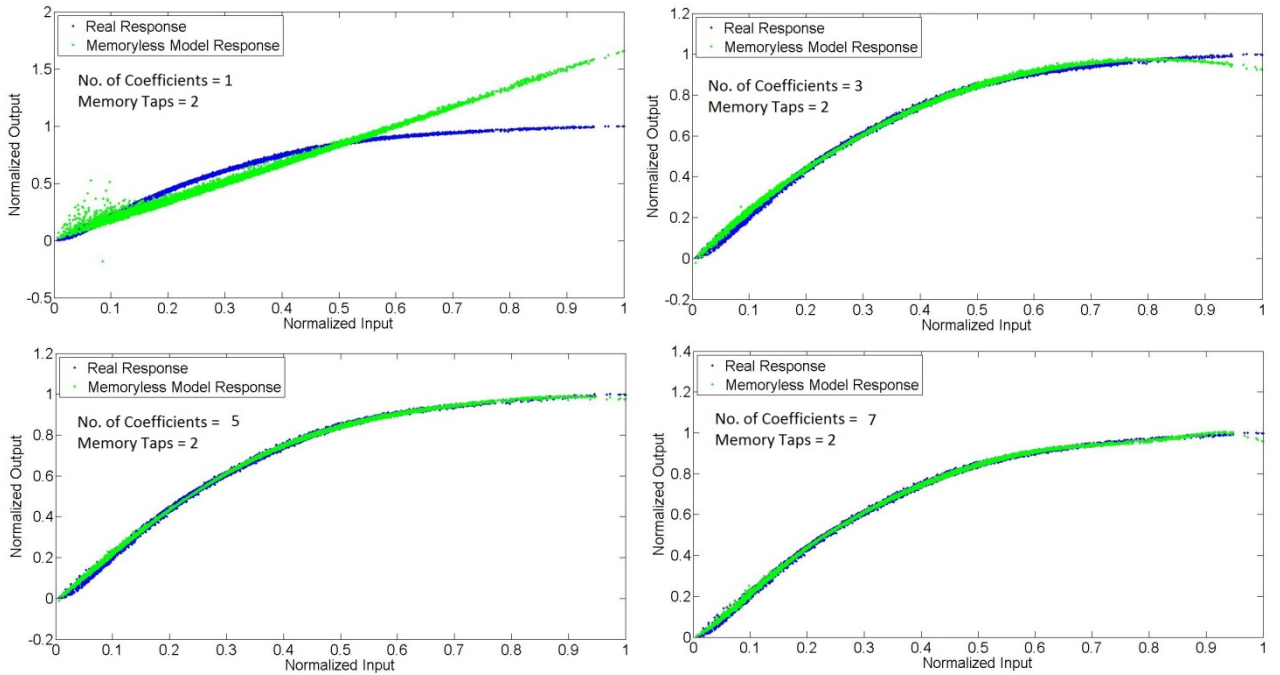 2
1.5
1
0.5
0
-0.5
Normalized Output
Real Response
Memoryless Model Response
No. of Coefficients = 1
Memory Taps = 2
0 0.1 0.2 0.3 0.4 0.5 0.6 0.7 0.8 0.9 1
Normalized Input
1.2
1
0.8
0.6
0.4
0.2
0
-0.2
Normalized Output
Real Response
Memoryless Model Response
No. of Coefficients = 3
Memory Taps = 2
0 0.1 0.2 0.3 0.4 0.5 0.6 0.7 0.8 0.9 1
Normalized Input
1.2
1
0.8
0.6
0.4
0.2
0
-0.2
Normalized Output
Real Response
Memoryless Model Response
No. of Coefficients = 5
Memory Taps = 2
0 0.1 0.2 0.3 0.4 0.5 0.6 0.7 0.8 0.9 1
Normalized Input
1.4
1.2
1
0.8
0.6
0.4
0.2
0
Normalized Output
Real Response
Memoryless Model Response
No. of Coefficients = 7
Memory Taps = 2
0 0.1 0.2 0.3 0.4 0.5 0.6 0.7 0.8 0.9 1
Normalized Input